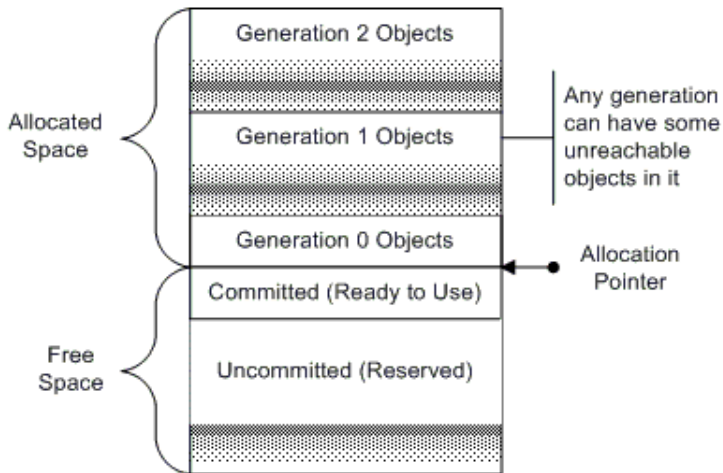 Generation 2 Objects
Allocated
Space
Generation 1 Objects
Any generation
can have some
unreachable
objects in it
Generation 0 Objects
Allocation
Pointer
Committed (Ready to Use)
Free
Space
Uncommitted (Reserved)